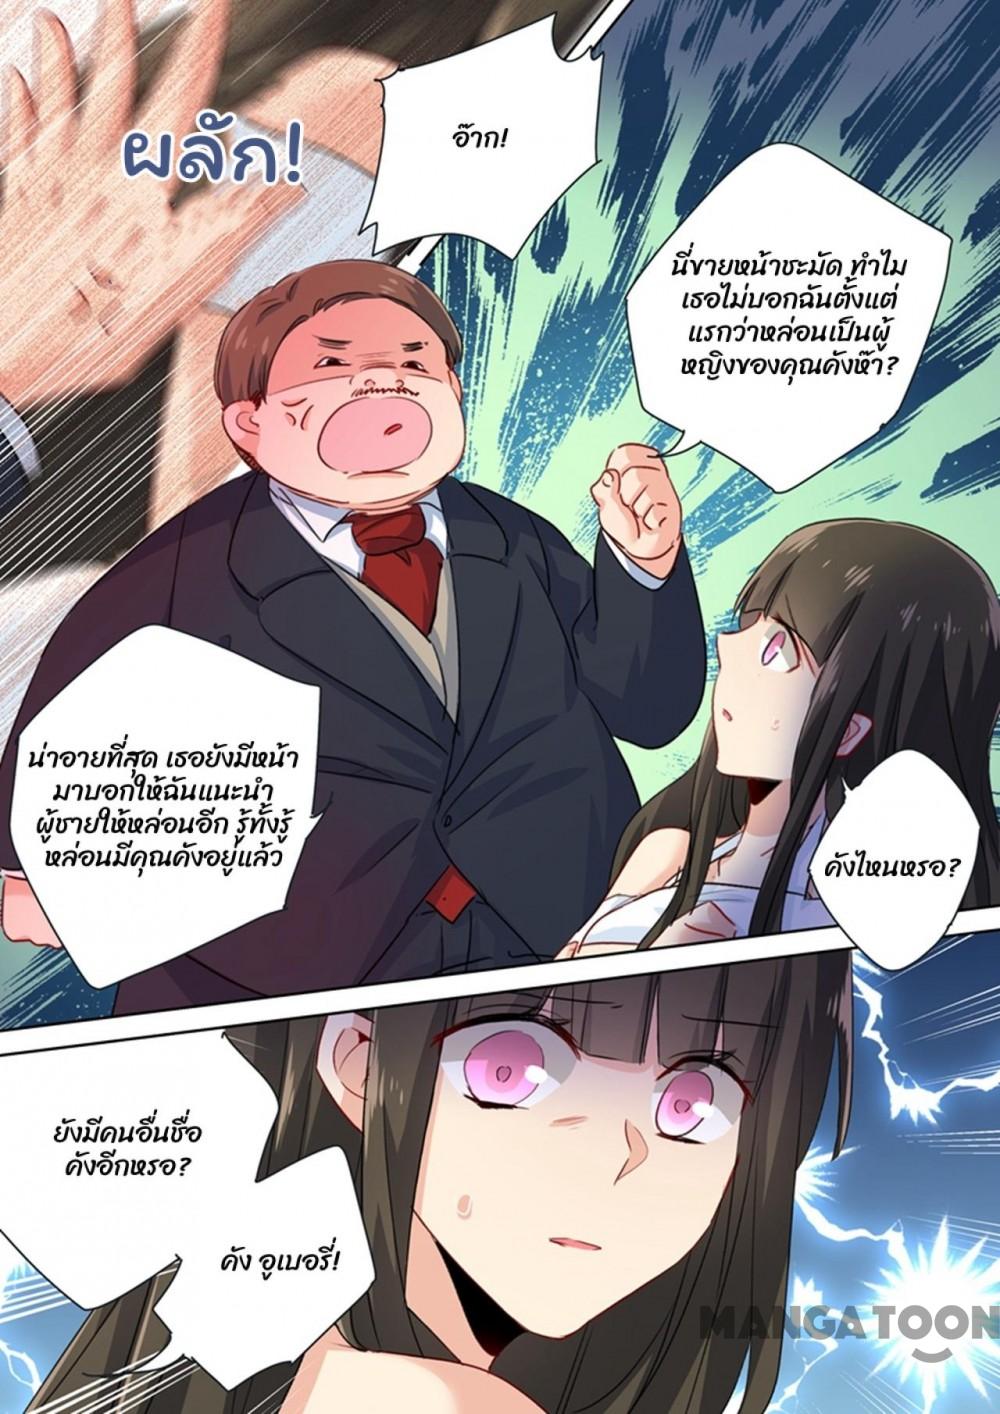 ผลัก!
อ๊าก!
นี่ขายหน้าชะมัด ทำไม
เธอไม่บอกฉันตั้งแต่
แรกว่าหล่อนเป็นผู้
หญิงของคุณคังห๊า?
น่าอายที่สุด เธอยังมีหน้า
มาบอกให้ฉันแนะนำ
ผู้ชายให้หล่อนอีก รู้ทั้งรู้
หล่อนมีคุณคังอยู่แล้ว
คังไหนหรอ?
ยังมีคนอื่นชื่อ
คังอีกหรอ?
คัง อูเบอรี่!
MANGATOON